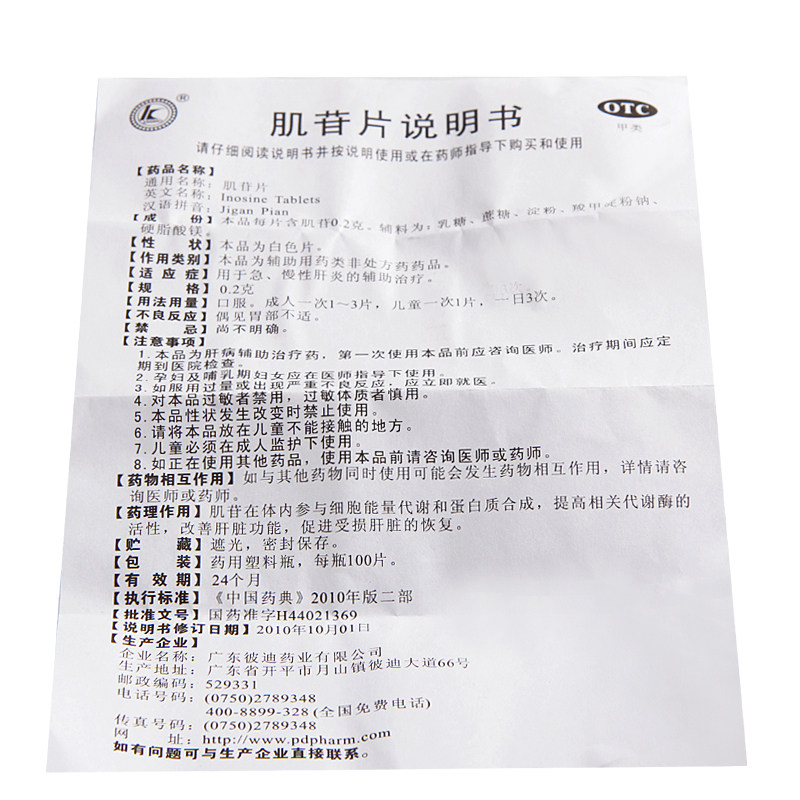 ®
OTC
甲类
肌苷片说明书
请仔细阅读说明书并按说明使用或在药师指导下购买和使用
【药品名称】
通用名称：肌苷片
英文名称：Inosine Tablets
汉语拼音：Jigan Pian
【成 份】本品每片含肌苷0.2克。辅料为：乳糖、蔗糖、淀粉、羧甲淀粉钠、
硬脂酸镁。
【性 状】本品为白色片。
【作用类别】本品为辅助用药类非处方药药品。
【适 应 症】用于急、慢性肝炎的辅助治疗。
【规 格】0.2克
【用法用量】口服。成人一次1～3片，儿童一次1片，一日3次。
【不良反应】偶见胃部不适。
【禁 忌】尚不明确。
【注意事项】
1. 本品为肝病辅助治疗药，第一次使用本品前应咨询医师。治疗期间应定
期到医院检查。
2. 孕妇及哺乳期妇女应在医师指导下使用。
3. 如服用过量或出现严重不良反应，应立即就医。
4. 对本品过敏者禁用，过敏体质者慎用。
5. 本品性状发生改变时禁止使用。
6. 请将本品放在儿童不能接触的地方。
7. 儿童必须在成人监护下使用。
8. 如正在使用其他药品，使用本品前请咨询医师或药师。
【药物相互作用】如与其他药物同时使用可能会发生药物相互作用，详情请咨
询医师或药师。
【药理作用】肌苷在体内参与细胞能量代谢和蛋白质合成，提高相关代谢酶的
活性，改善肝脏功能，促进受损肝脏的恢复。
【贮 藏】遮光，密封保存。
【包 装】药用塑料瓶，每瓶100片。
【有 效 期】24个月
【执行标准】《中国药典》2010年版二部
【批准文号】国药准字H44021369
【说明书修订日期】2010年10月01日
【生产企业】
企业名称：广东彼迪药业有限公司
生产地址：广东省开平市月山镇彼迪大道66号
邮政编码：529331
电话号码：(0750)2789348
400-8899-328(全国免费电话)
传真号码：(0750)2789348
网 址：http://www.pdpharm.com
如有问题可与生产企业直接联系。